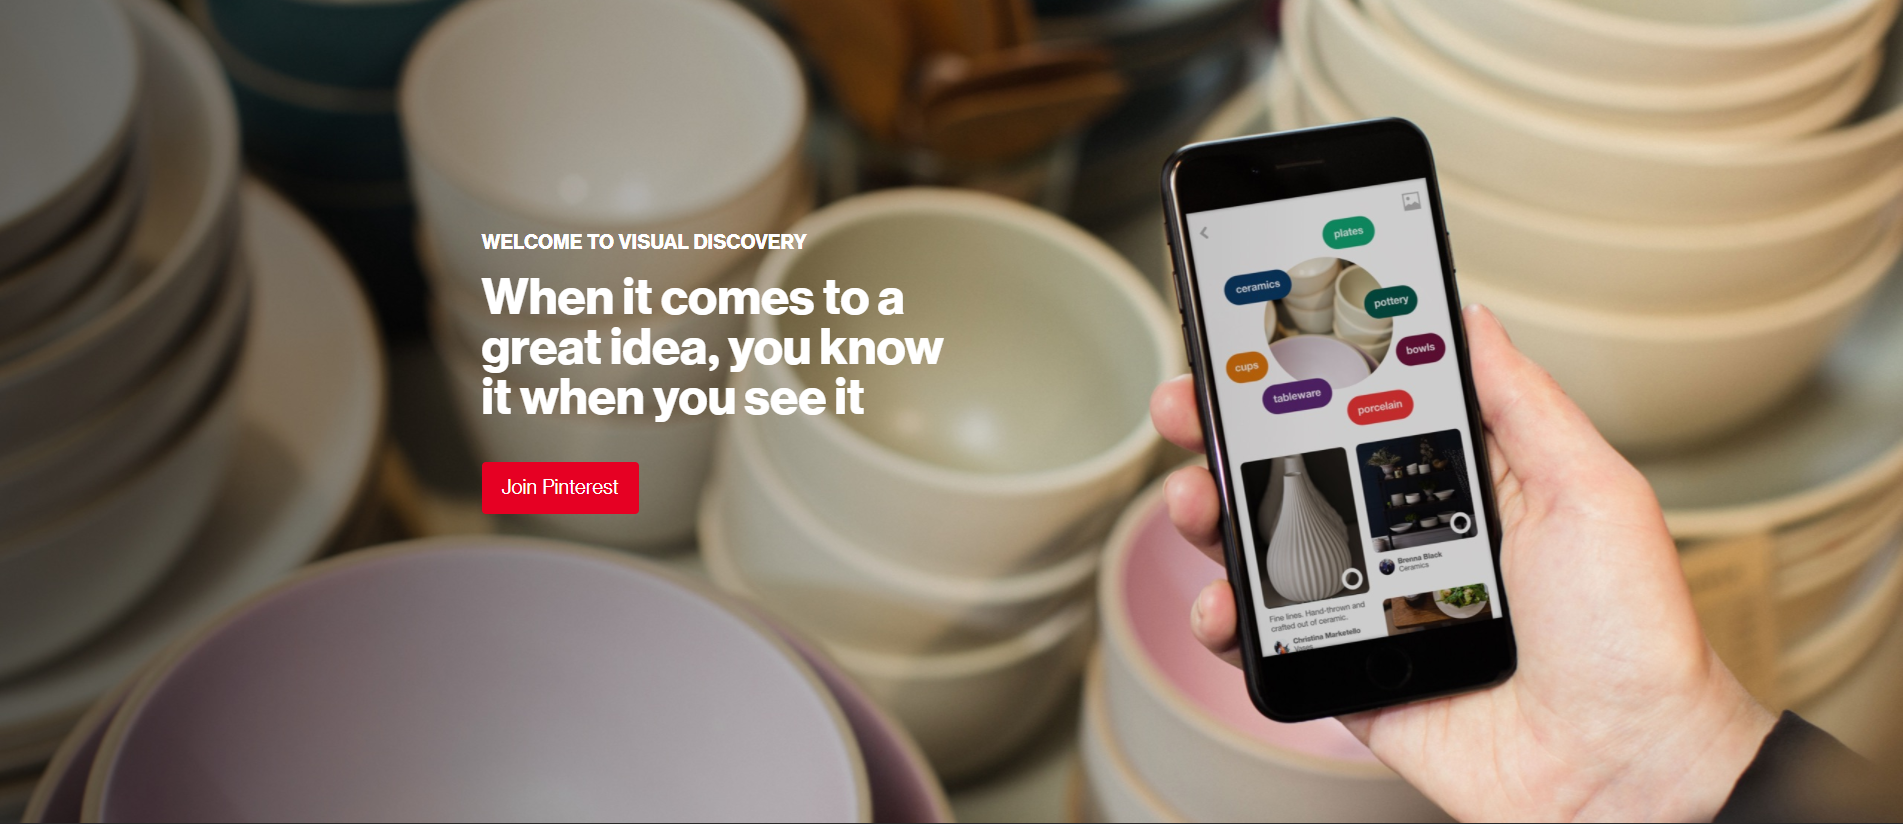 WELCOME TO VISUAL DISCOVERY
When it comes to a
great idea, you know
it when you see it
Join Pinterest
plates
ceramics
pottery
bowls
cups
tableware
porcelain
Brenna Black
Ceramics
Fine lines. Hand-thrown and
crafted out of ceramic.
Christina Marketello
Vases